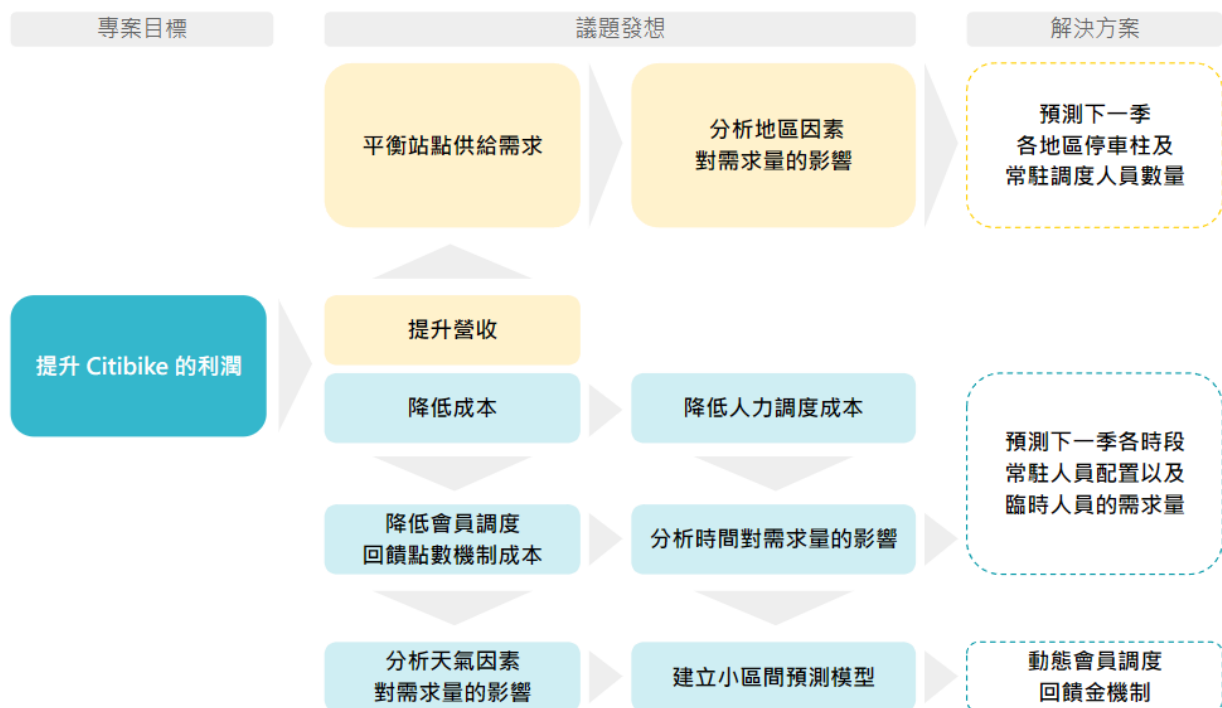 專案目標
議題發想
解決方案
平衡站點供給需求
分析地區因素
對需求量的影響
預測下一季
各地區停車柱及
常駐調度人員數量
提升 Citibike 的利潤
提升營收
降低成本
降低人力調度成本
預測下一季各時段
常駐人員配置以及
臨時人員的需求量
降低會員調度
回饋點數機制成本
分析時間對需求量的影響
分析天氣因素
對需求量的影響
建立小區間預測模型
動態會員調度
回饋金機制